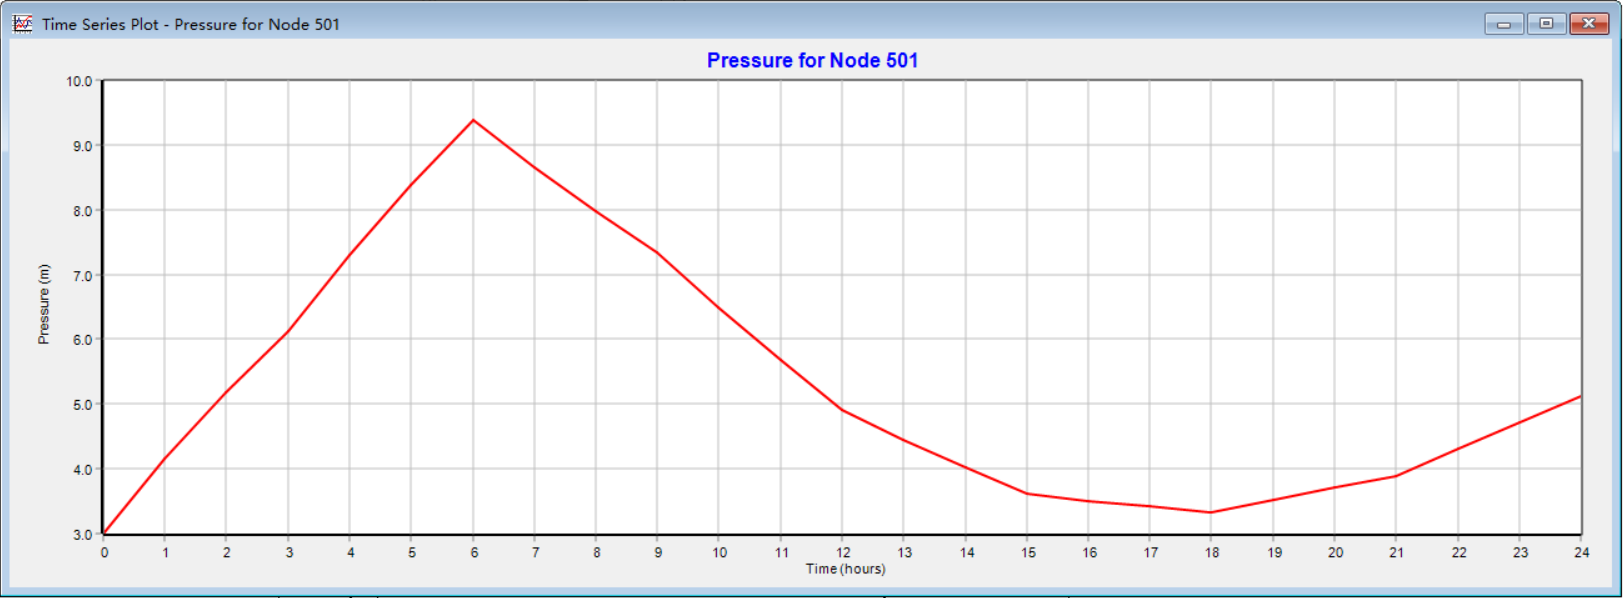 Time Series Plot - Pressure for Node 501
Pressure for Node 501
10.0
9.0
8.0
7.0
6.0
5.0
4.0
3.0
Pressure (m)
0 1 2 3 4 5 6 7 8 9 10 11 12 13 14 15 16 17 18 19 20 21 22 23 24
Time (hours)